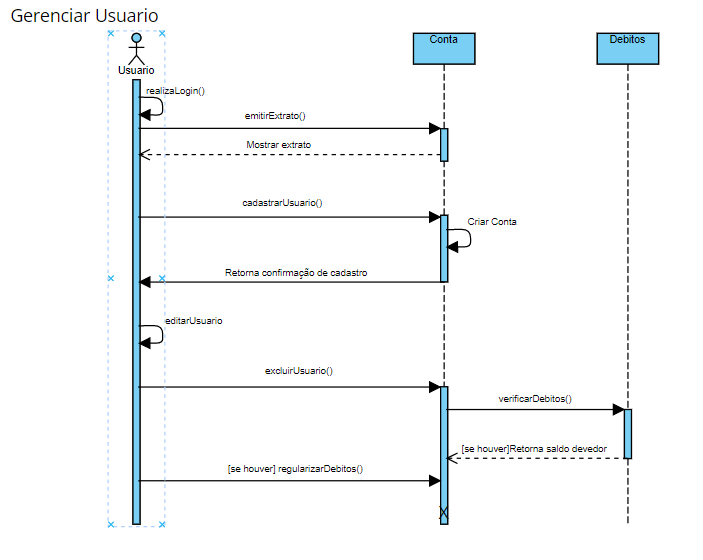 Gerenciar Usuario
Conta
Debitos
Usuario
realizaLogin()
emitirExtrato()
Mostrar extrato
cadastrarUsuario()
Criar Conta
Retorna confirmação de cadastro
editarUsuario
excluirUsuario()
verificarDebitos()
[se houver]Retorna saldo devedor
[se houver] regularizarDebitos()